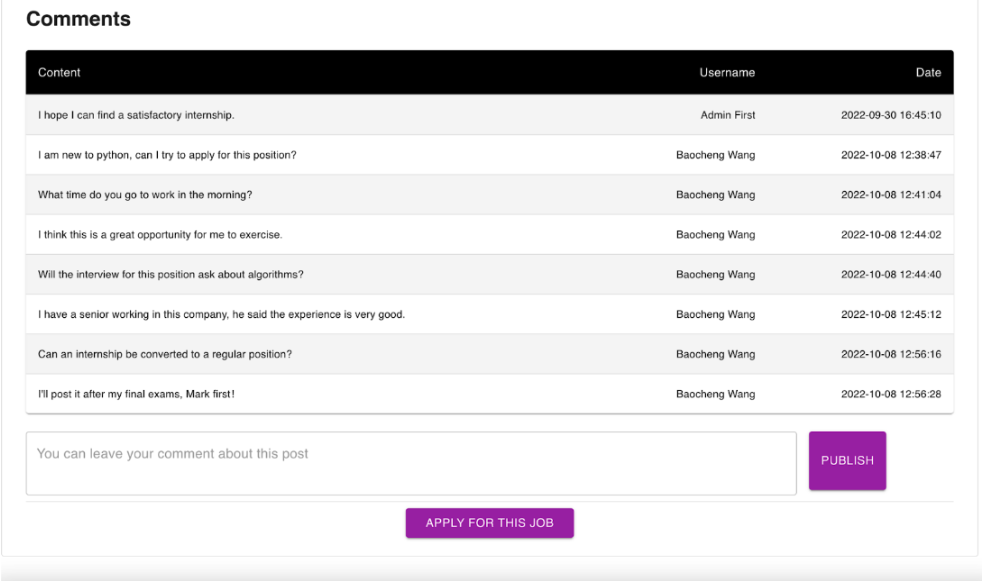 Comments
Content Username Date
I hope I can find a satisfactory internship. Admin First 2022-09-30 16:45:10
I am new to python, can I try to apply for this position? Baocheng Wang 2022-10-08 12:38:47
What time do you go to work in the morning? Baocheng Wang 2022-10-08 12:41:04
I think this is a great opportunity for me to exercise. Baocheng Wang 2022-10-08 12:44:02
Will the interview for this position ask about algorithms? Baocheng Wang 2022-10-08 12:44:40
I have a senior working in this company, he said the experience is very good. Baocheng Wang 2022-10-08 12:45:12
Can an internship be converted to a regular position? Baocheng Wang 2022-10-08 12:56:16
I'll post it after my final exams, Mark first! Baocheng Wang 2022-10-08 12:56:28
You can leave your comment about this post
PUBLISH
APPLY FOR THIS JOB